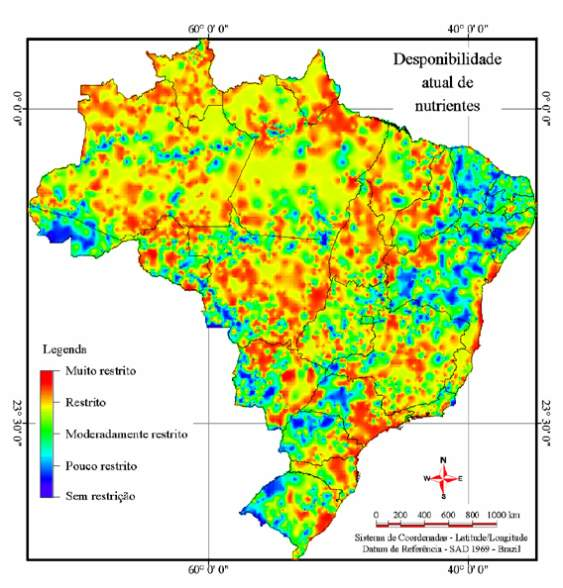 60° 0' 0"
40° 0' 0"
Desponibilidade
atual de
nutrientes
0° 0' 0"
0° 0' 0"
Legenda
Muito restrito
Restrito
Moderadamente restrito
Pouco restrito
Sem restrição
23° 30' 0"
23° 30' 0"
N
W
E
S
0 200 400 600 800 1000 km
Sistema de Coordenadas - Latitude/Longitude
Datum de Referência - SAD 1969 - Brazil
60° 0' 0"
40° 0' 0"